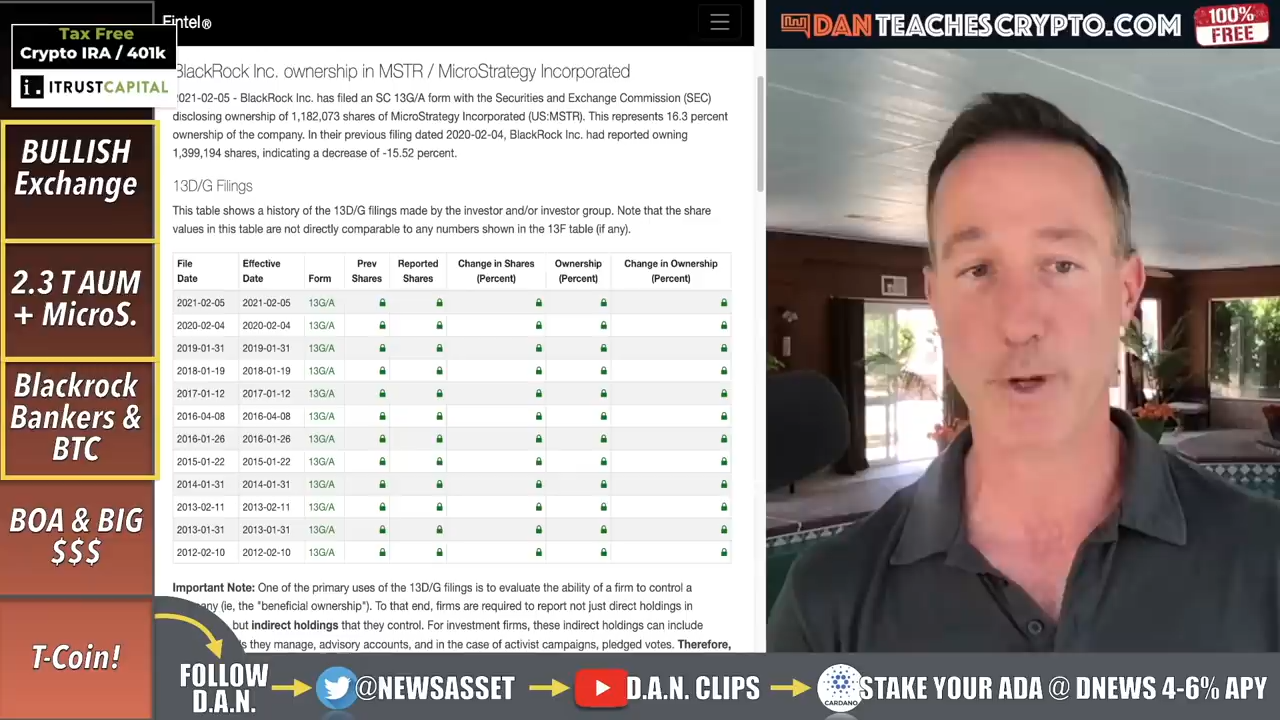 Fintel®
Tax Free
Crypto IRA / 401k
i. ITRUSTCAPITAL
BULLISH
Exchange
2.3 T AUM
+ MicroS.
Blackrock
Bankers &
BTC
BOA & BIG
$$$
T-Coin!
BlackRock Inc. ownership in MSTR / MicroStrategy Incorporated
2021-02-05 - BlackRock Inc. has filed an SC 13G/A form with the Securities and Exchange Commission (SEC)
disclosing ownership of 1,182,073 shares of MicroStrategy Incorporated (US:MSTR). This represents 16.3 percent
ownership of the company. In their previous filing dated 2020-02-04, BlackRock Inc. had reported owning
1,399,194 shares, indicating a decrease of -15.52 percent.
13D/G Filings
This table shows a history of the 13D/G filings made by the investor and/or investor group. Note that the share
values in this table are not directly comparable to any numbers shown in the 13F table (if any).
File Effective Prev Reported Change in Shares Ownership Change in Ownership
Date Date Form Shares Shares (Percent) (Percent) (Percent)
2021-02-05 2021-02-05 13G/A
2020-02-04 2020-02-04 13G/A
2019-01-31 2019-01-31 13G/A
2018-01-19 2018-01-19 13G/A
2017-01-12 2017-01-12 13G/A
2016-04-08 2016-04-08 13G/A
2016-01-26 2016-01-26 13G/A
2015-01-22 2015-01-22 13G/A
2014-01-31 2014-01-31 13G/A
2013-02-11 2013-02-11 13G/A
2013-01-31 2013-01-31 13G/A
2012-02-10 2012-02-10 13G/A
Important Note: One of the primary uses of the 13D/G filings is to evaluate the ability of a firm to control a
(ie, the "beneficial ownership"). To that end, firms are required to report not just direct holdings in
but indirect holdings that they control. For investment firms, these indirect holdings can include
they manage, advisory accounts, and in the case of activist campaigns, pledged votes. Therefore,
DANTEACHESCRYPTO.COM
100%
FREE
FOLLOW
D.A.N.
@NEWSASSET
D.A.N. CLIPS
CARDANO
STAKE YOUR ADA @ DNEWS 4-6% APY